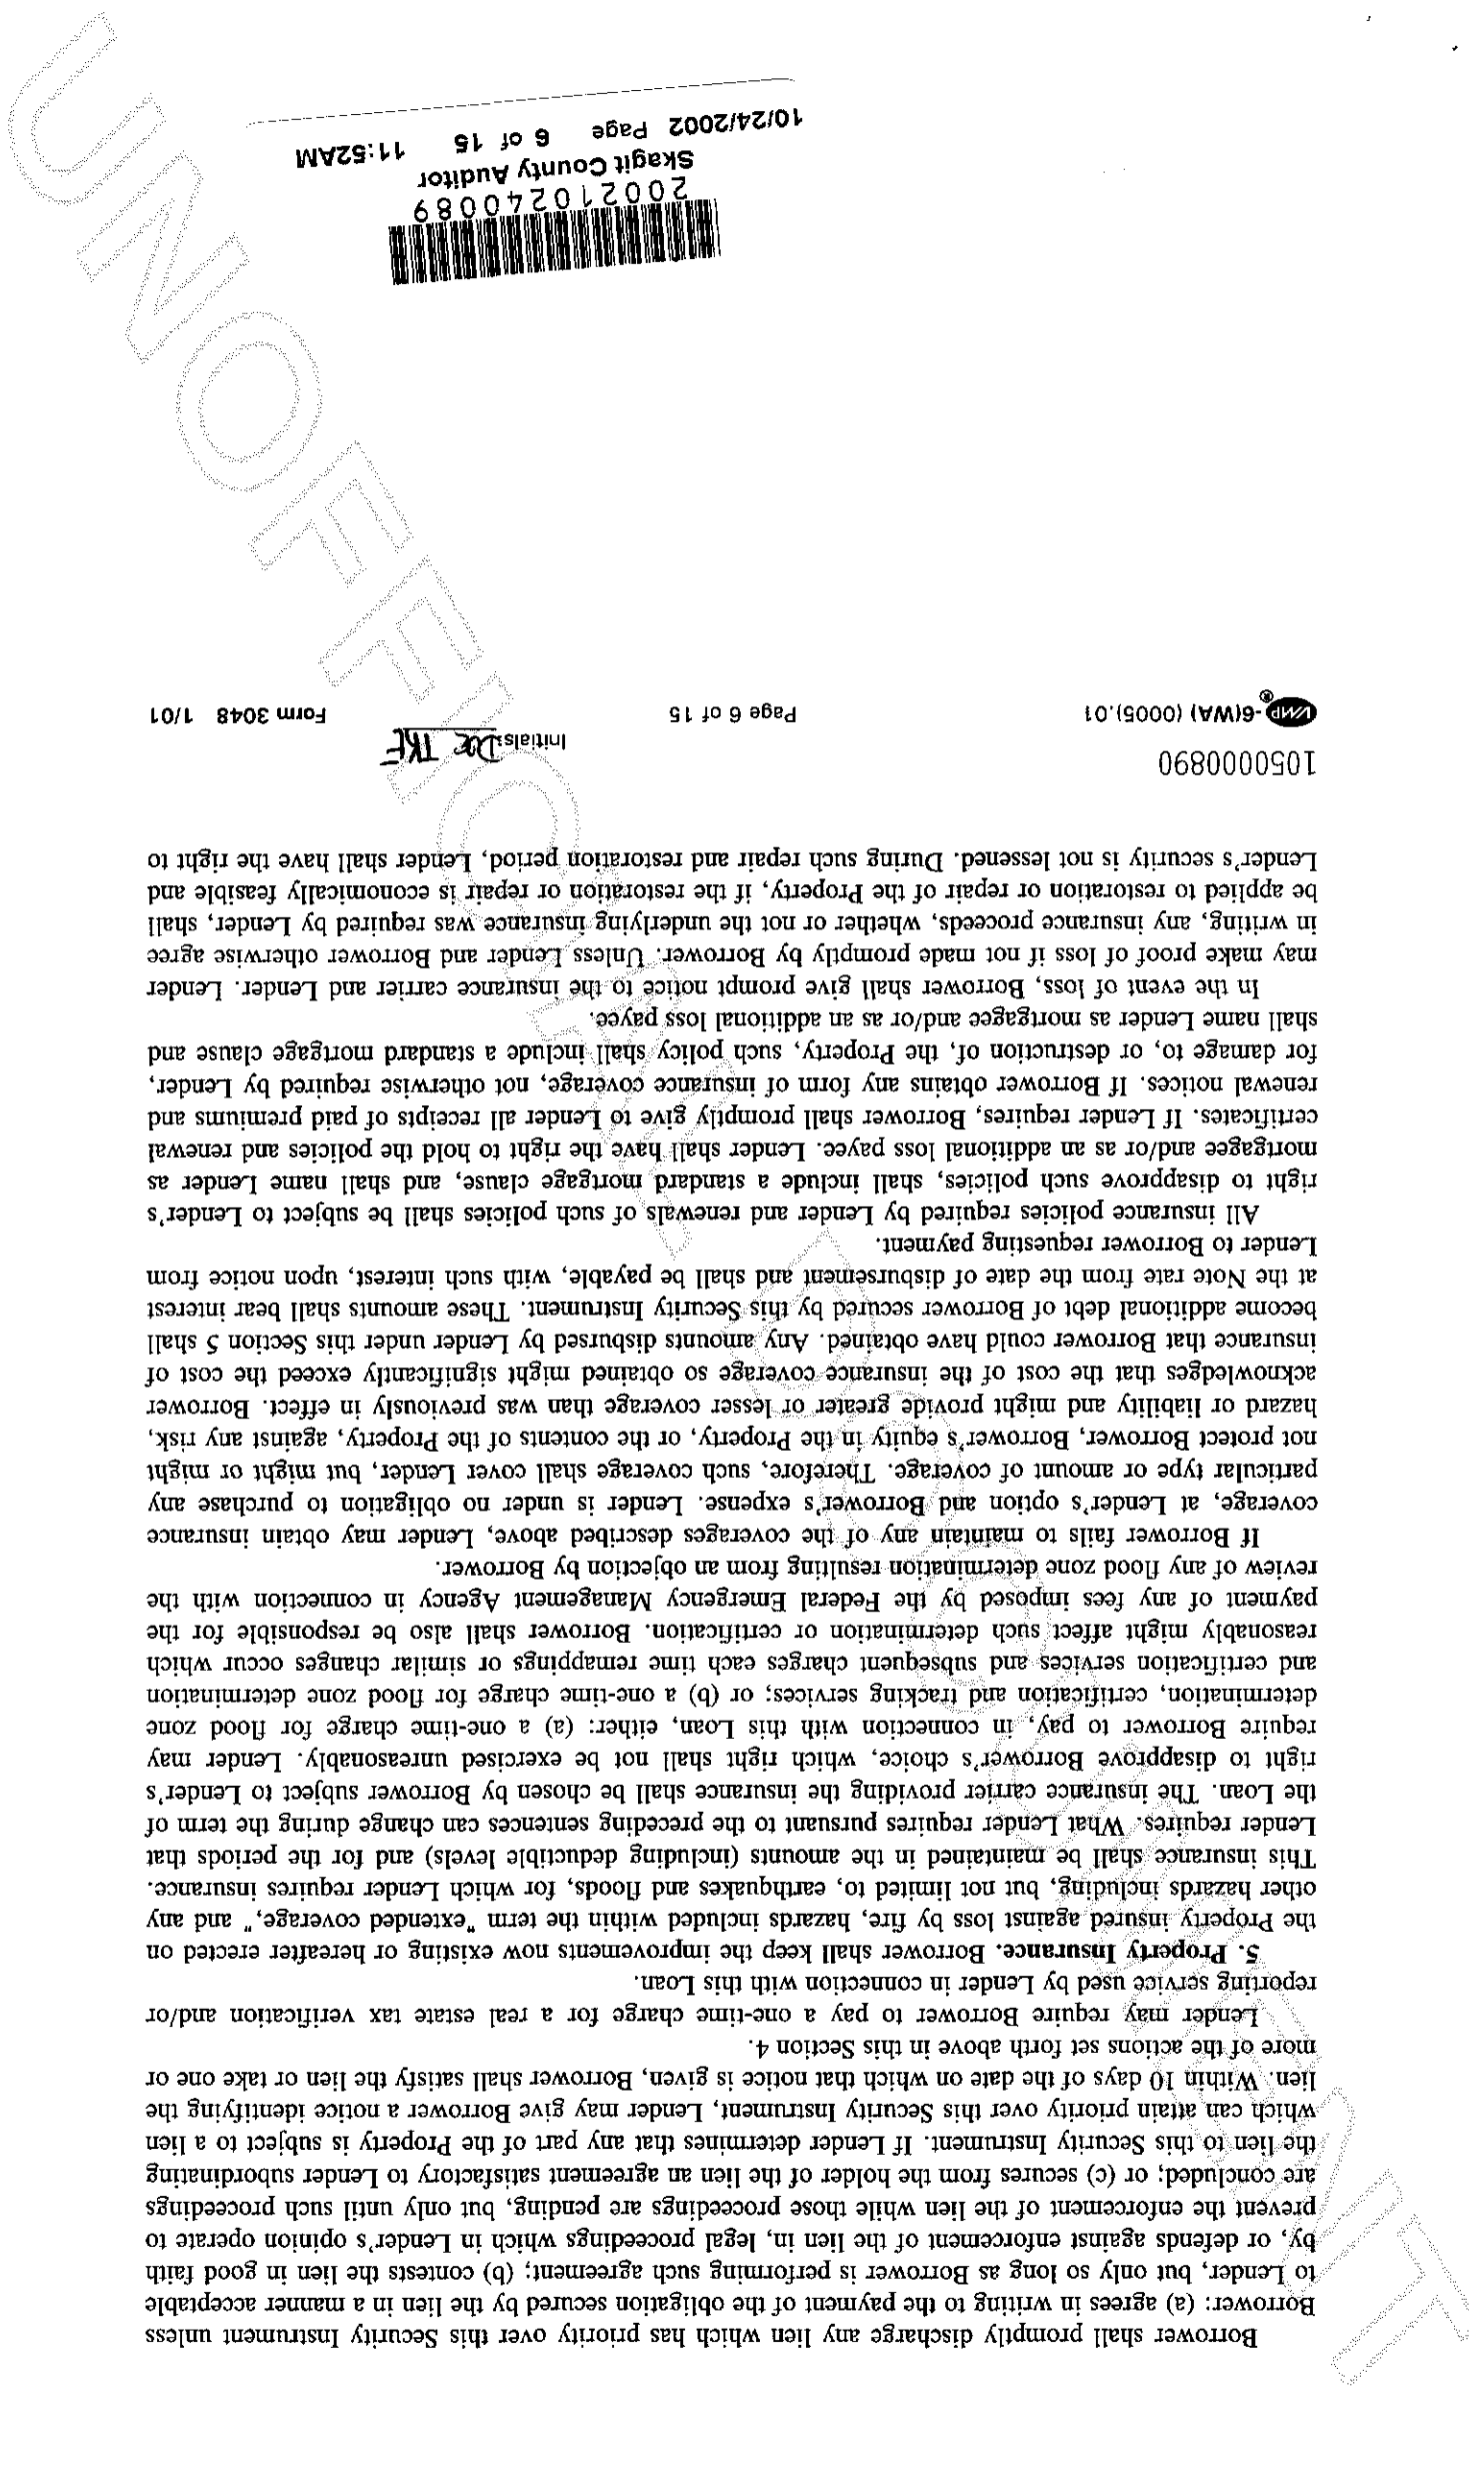 Borrower shall promptly discharge any lien which has priority over this Security Instrument unless
Borrower: (a) agrees in writing to the payment of the obligation secured by the lien in a manner acceptable
to Lender, but only so long as Borrower is performing such agreement; (b) contests the lien in good faith
by, or defends against enforcement of the lien in, legal proceedings which in Lender's opinion operate to
prevent the enforcement of the lien while those proceedings are pending, but only until such proceedings
are concluded; or (c) secures from the holder of the lien an agreement satisfactory to Lender subordinating
the lien to this Security Instrument. If Lender determines that any part of the Property is subject to a lien
which can attain priority over this Security Instrument, Lender may give Borrower a notice identifying the
lien. Within 10 days of the date on which that notice is given, Borrower shall satisfy the lien or take one or
more of the actions set forth above in this Section 4.
Lender may require Borrower to pay a one-time charge for a real estate tax verification and/or
reporting service used by Lender in connection with this Loan.
5. Property Insurance. Borrower shall keep the improvements now existing or hereafter erected on
the Property insured against loss by fire, hazards included within the term "extended coverage," and any
other hazards including, but not limited to, earthquakes and floods, for which Lender requires insurance.
This insurance shall be maintained in the amounts (including deductible levels) and for the periods that
Lender requires. What Lender requires pursuant to the preceding sentences can change during the term of
the Loan. The insurance carrier providing the insurance shall be chosen by Borrower subject to Lender's
right to disapprove Borrower's choice, which right shall not be exercised unreasonably. Lender may
require Borrower to pay, in connection with this Loan, either: (a) a one-time charge for flood zone
determination, certification and tracking services; or (b) a one-time charge for flood zone determination
and certification services and subsequent charges each time remappings or similar changes occur which
reasonably might affect such determination or certification. Borrower shall also be responsible for the
payment of any fees imposed by the Federal Emergency Management Agency in connection with the
review of any flood zone determination resulting from an objection by Borrower.
If Borrower fails to maintain any of the coverages described above, Lender may obtain insurance
coverage, at Lender's option and Borrower's expense. Lender is under no obligation to purchase any
particular type or amount of coverage. Therefore, such coverage shall cover Lender, but might or might
not protect Borrower, Borrower's equity in the Property, or the contents of the Property, against any risk,
hazard or liability and might provide greater or lesser coverage than was previously in effect. Borrower
acknowledges that the cost of the insurance coverage so obtained might significantly exceed the cost of
insurance that Borrower could have obtained. Any amounts disbursed by Lender under this Section 5 shall
become additional debt of Borrower secured by this Security Instrument. These amounts shall bear interest
at the Note rate from the date of disbursement and shall be payable, with such interest, upon notice from
Lender to Borrower requesting payment.
All insurance policies required by Lender and renewals of such policies shall be subject to Lender's
right to disapprove such policies, shall include a standard mortgage clause, and shall name Lender as
mortgagee and/or as an additional loss payee. Lender shall have the right to hold the policies and renewal
certificates. If Lender requires, Borrower shall promptly give to Lender all receipts of paid premiums and
renewal notices. If Borrower obtains any form of insurance coverage, not otherwise required by Lender,
for damage to, or destruction of, the Property, such policy shall include a standard mortgage clause and
shall name Lender as mortgagee and/or as an additional loss payee.
In the event of loss, Borrower shall give prompt notice to the insurance carrier and Lender. Lender
may make proof of loss if not made promptly by Borrower. Unless Lender and Borrower otherwise agree
in writing, any insurance proceeds, whether or not the underlying insurance was required by Lender, shall
be applied to restoration or repair of the Property, if the restoration or repair is economically feasible and
Lender's security is not lessened. During such repair and restoration period, Lender shall have the right to
1050000890
Initials:
VMP®-6(WA) (0005).01 Page 6 of 15 Form 3048 1/01
200210240089
Skagit County Auditor
10/24/2002 Page 6 of 15 11:52AM
UNOFFICIAL DOCUMENT